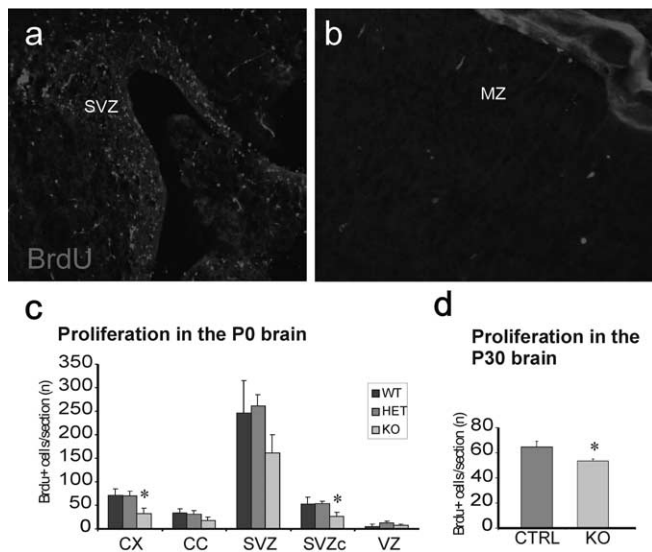 a
SVZ
BrdU
b
MZ
c
Proliferation in the P0 brain
Brdu+ cells/section (n)
350
300
250
200
150
100
50
0
WT
HET
KO
*
*
CX CC SVZ SVZc VZ
d
Proliferation in the
P30 brain
Brdu+ cells/section (n)
80
60
40
20
0
*
CTRL KO